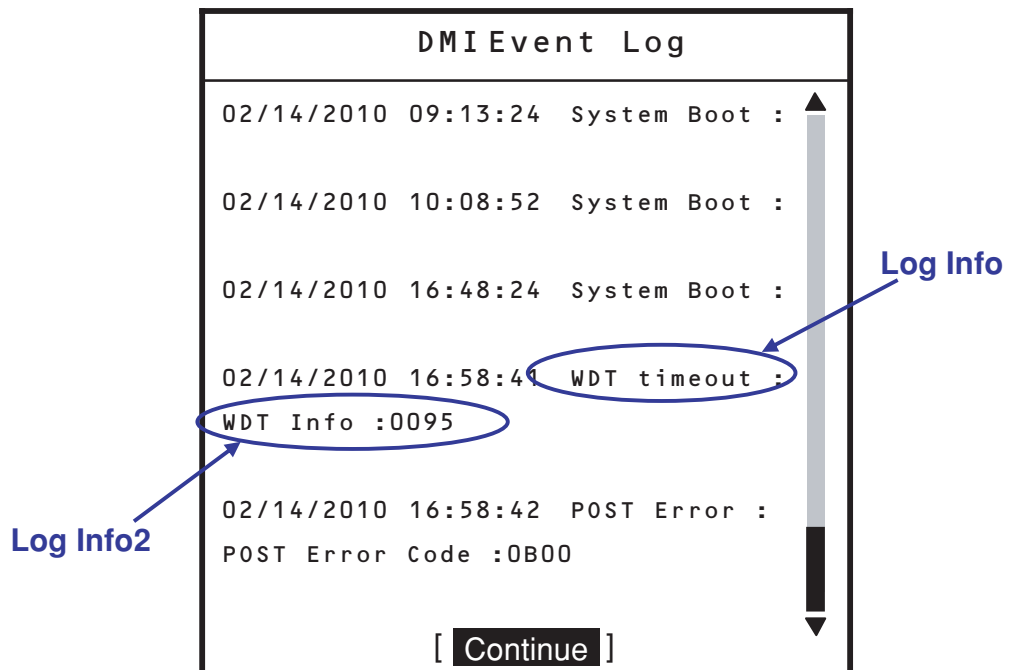 DMI Event Log
02/14/2010 09:13:24 System Boot :
02/14/2010 10:08:52 System Boot :
02/14/2010 16:48:24 System Boot :
Log Info
02/14/2010 16:58:41 WDT timeout :
WDT Info :0095
02/14/2010 16:58:42 POST Error :
Log Info2
POST Error Code :0B00
[ Continue ]